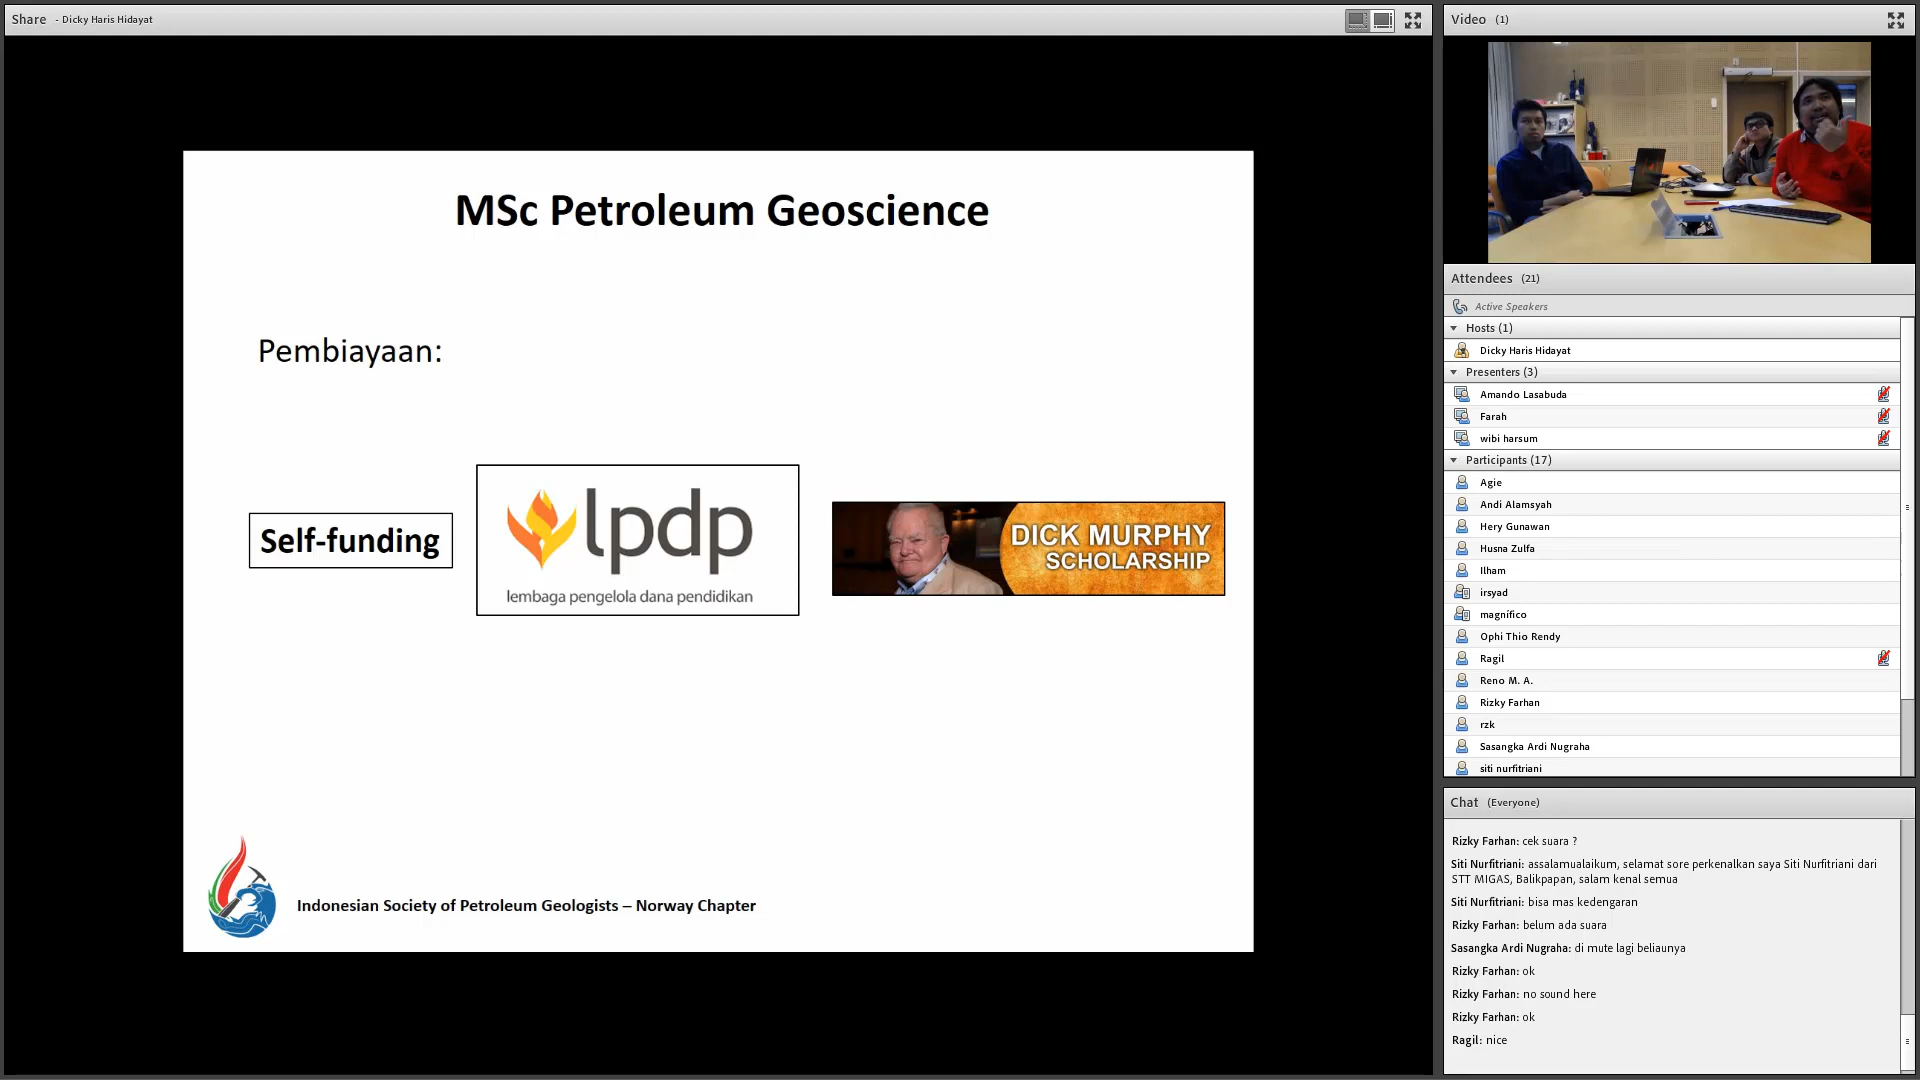 Share - Dicky Haris Hidayat
MSc Petroleum Geoscience
Pembiayaan:
Self-funding
lpdp
lembaga pengelola dana pendidikan
DICK MURPHY
SCHOLARSHIP
Indonesian Society of Petroleum Geologists – Norway Chapter
Video (1)
Attendees (21)
Active Speakers
Hosts (1)
Dicky Haris Hidayat
Presenters (3)
Amando Lasabuda
Farah
wibi harsum
Participants (17)
Agie
Andi Alamsyah
Hery Gunawan
Husna Zulfa
Ilham
irsyad
magnífico
Ophi Thio Rendy
Ragil
Reno M. A.
Rizky Farhan
rzk
Sasangka Ardi Nugraha
siti nurfitriani
Chat (Everyone)
Rizky Farhan: cek suara ?
Siti Nurfitriani: assalamualaikum, selamat sore perkenalkan saya Siti Nurfitriani dari
STT MIGAS, Balikpapan, salam kenal semua
Siti Nurfitriani: bisa mas kedengaran
Rizky Farhan: belum ada suara
Sasangka Ardi Nugraha: di mute lagi beliaunya
Rizky Farhan: ok
Rizky Farhan: no sound here
Rizky Farhan: ok
Ragil: nice